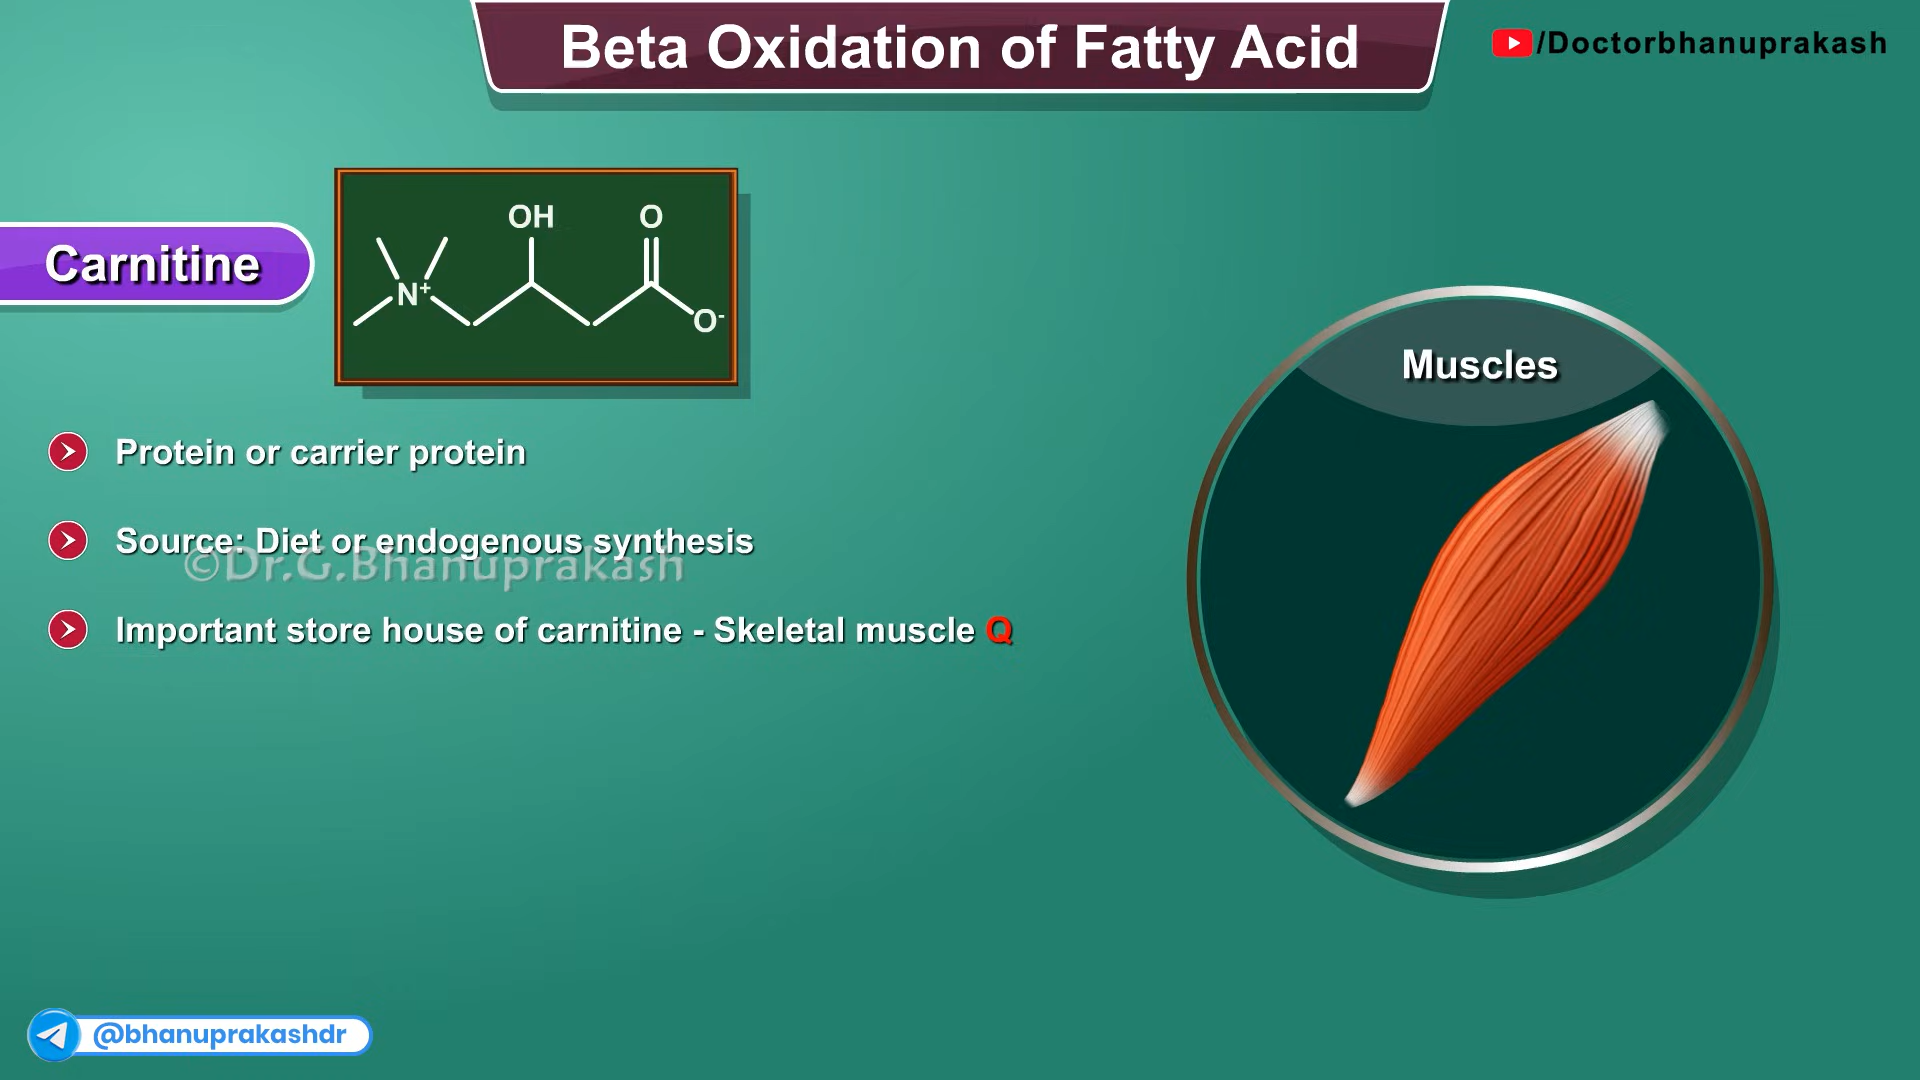 Beta Oxidation of Fatty Acid
/Doctorbhanuprakash
Carnitine
OH
O
N+
O-
Muscles
Protein or carrier protein
Source: Diet or endogenous synthesis
©Dr.G.Bhanuprakash
Important store house of carnitine - Skeletal muscle Q
@bhanuprakashdr